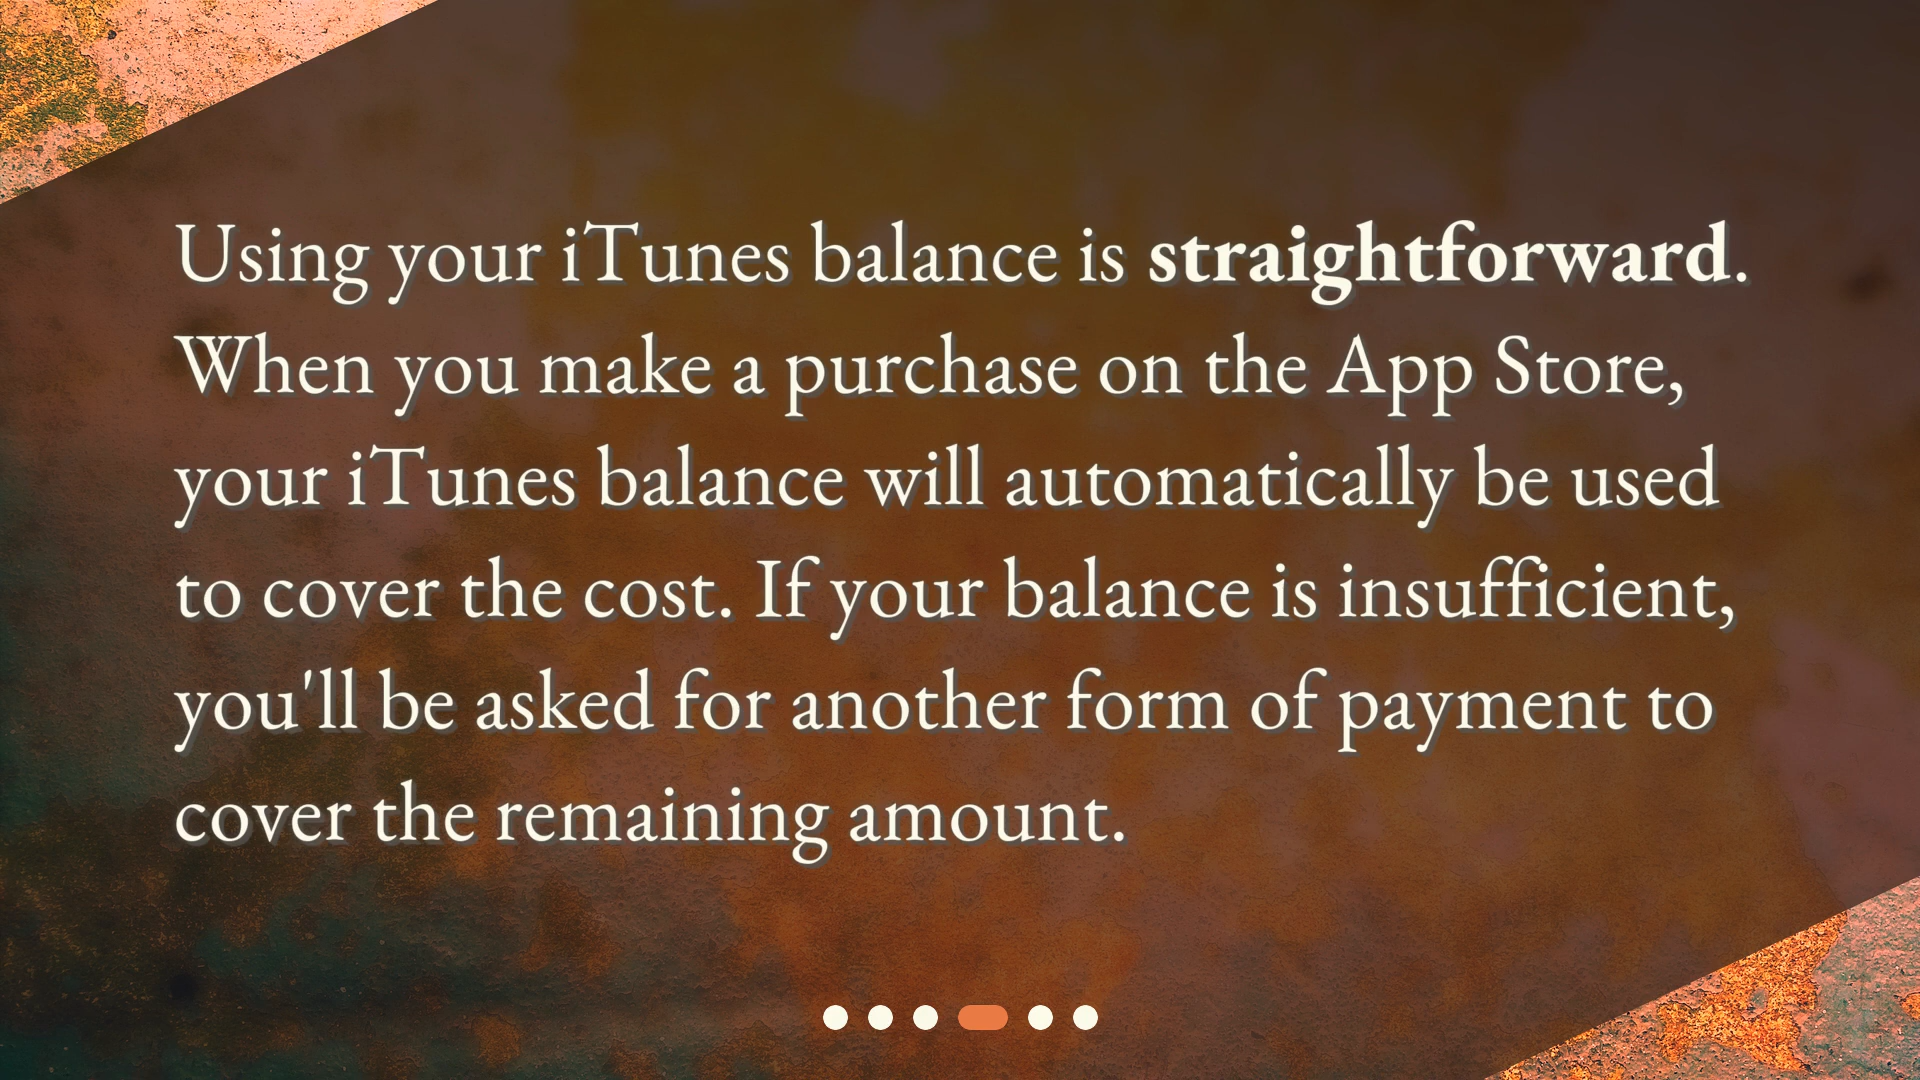 Using your iTunes balance is straightforward.
When you make a purchase on the App Store,
your iTunes balance will automatically be used
to cover the cost. If your balance is insufficient,
you'll be asked for another form of payment to
cover the remaining amount.